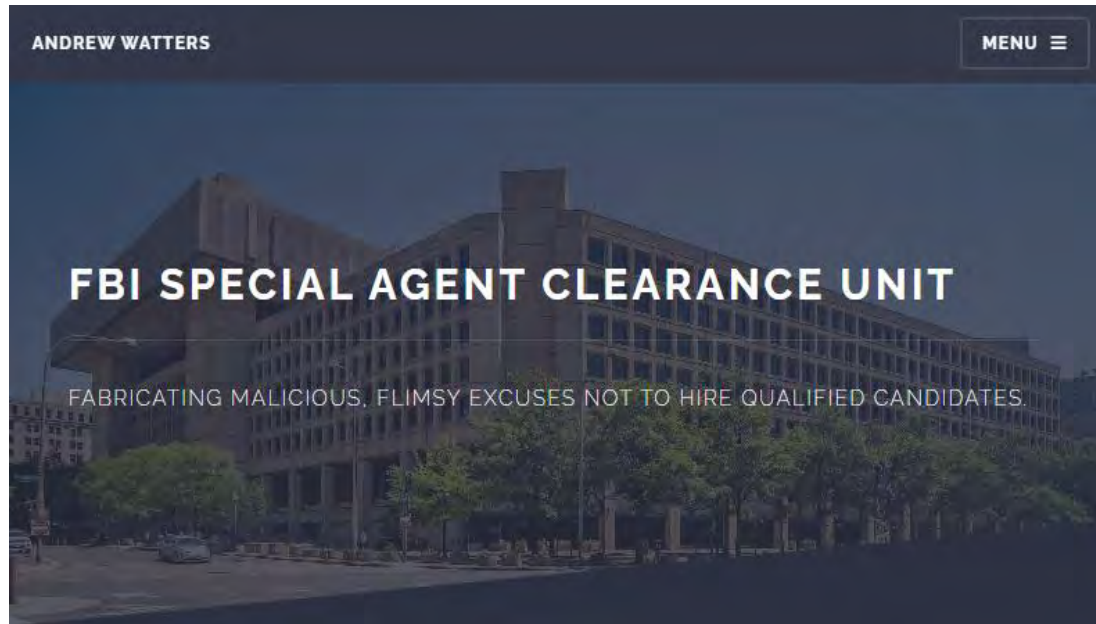 ANDREW WATTERS
MENU
FBI SPECIAL AGENT CLEARANCE UNIT
FABRICATING MALICIOUS, FLIMSY EXCUSES NOT TO HIRE QUALIFIED CANDIDATES.